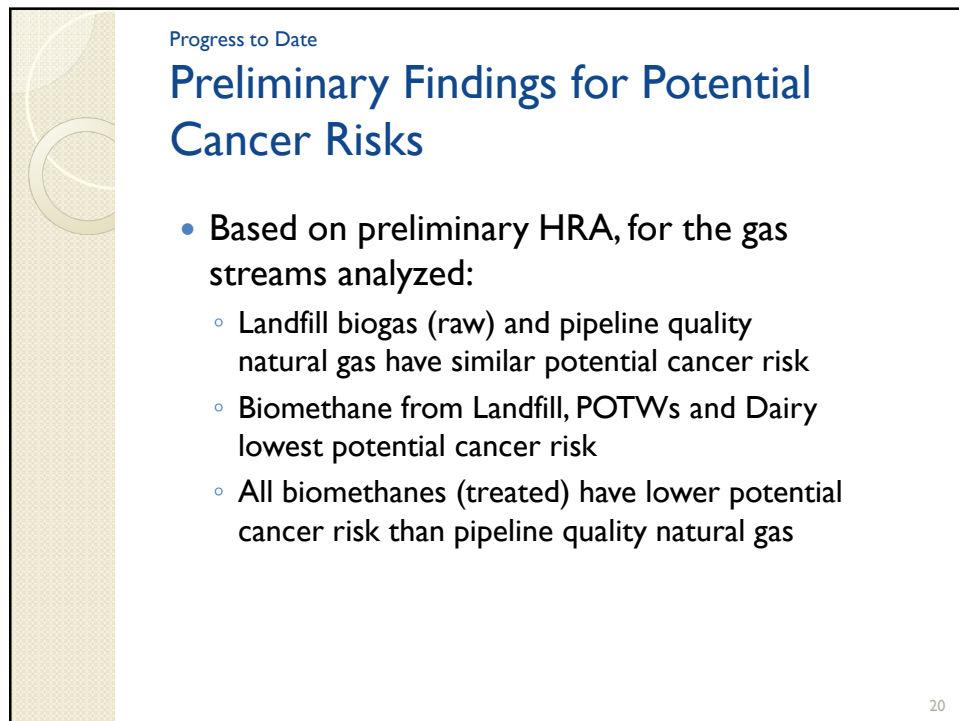 Progress to Date
Preliminary Findings for Potential
Cancer Risks
• Based on preliminary HRA, for the gas
streams analyzed:
◦ Landfill biogas (raw) and pipeline quality
natural gas have similar potential cancer risk
◦ Biomethane from Landfill, POTWs and Dairy
lowest potential cancer risk
◦ All biomethanes (treated) have lower potential
cancer risk than pipeline quality natural gas
20